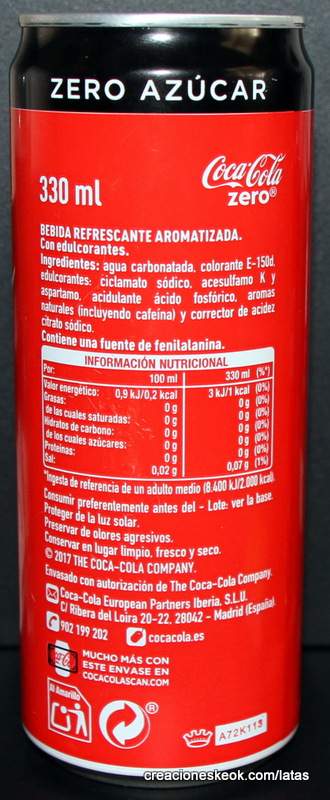 ZERO AZÚCAR
330 ml
Coca-Cola
zero®
BEBIDA REFRESCANTE AROMATIZADA.
Con edulcorantes.
Ingredientes: agua carbonatada, colorante E-150d,
edulcorantes: ciclamato sódico, acesulfamo K y
aspartamo, acidulante ácido fosfórico, aromas
naturales (incluyendo cafeína) y corrector de acidez
citrato sódico.
Contiene una fuente de fenilalanina.
INFORMACIÓN NUTRICIONAL
Por: 100 ml 330 ml (%*)
Valor energético: 0,9 kJ/0,2 kcal 3 kJ/1 kcal (0%)
Grasas: 0 g 0 g (0%)
de las cuales saturadas: 0 g 0 g (0%)
Hidratos de carbono: 0 g 0 g (0%)
de los cuales azúcares: 0 g 0 g (0%)
Proteínas: 0 g 0 g (0%)
Sal: 0,02 g 0,07 g (1%)
*Ingesta de referencia de un adulto medio (8.400 kJ/2.000 kcal).
Consumir preferentemente antes del - Lote: ver la base.
Proteger de la luz solar.
Preservar de olores agresivos.
Conservar en lugar limpio, fresco y seco.
© 2017 THE COCA-COLA COMPANY.
Envasado con autorización de The Coca-Cola Company.
Coca-Cola European Partners Iberia, S.L.U.
C/ Ribera del Loira 20-22, 28042 - Madrid (España).
902 199 202 cocacola.es
MUCHO MÁS CON
ESTE ENVASE EN
COCACOLASCAN.COM
Al Amarillo
®
A72K113
creacioneskeok.com/latas